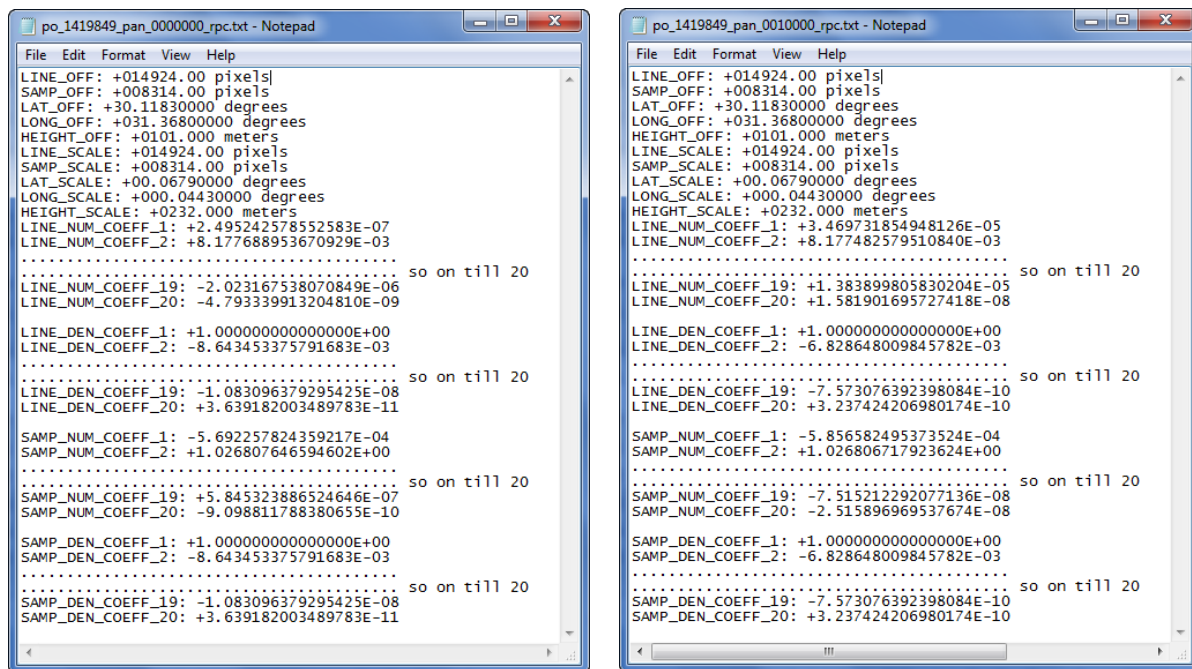 po_1419849_pan_0000000_rpc.txt - Notepad
File Edit Format View Help
LINE_OFF: +014924.00 pixels
SAMP_OFF: +008314.00 pixels
LAT_OFF: +30.11830000 degrees
LONG_OFF: +031.36800000 degrees
HEIGHT_OFF: +0101.000 meters
LINE_SCALE: +014924.00 pixels
SAMP_SCALE: +008314.00 pixels
LAT_SCALE: +00.06790000 degrees
LONG_SCALE: +000.04430000 degrees
HEIGHT_SCALE: +0232.000 meters
LINE_NUM_COEFF_1: +2.495242578552583E-07
LINE_NUM_COEFF_2: +8.177688953670929E-03
..........................................
.......................................... so on till 20
LINE_NUM_COEFF_19: -2.023167538070849E-06
LINE_NUM_COEFF_20: -4.793339913204810E-09
LINE_DEN_COEFF_1: +1.000000000000000E+00
LINE_DEN_COEFF_2: -8.643453375791683E-03
..........................................
.......................................... so on till 20
LINE_DEN_COEFF_19: -1.083096379295425E-08
LINE_DEN_COEFF_20: +3.639182003489783E-11
SAMP_NUM_COEFF_1: -5.692257824359217E-04
SAMP_NUM_COEFF_2: +1.026807646594602E+00
..........................................
.......................................... so on till 20
SAMP_NUM_COEFF_19: +5.845323886524646E-07
SAMP_NUM_COEFF_20: -9.098811788380655E-10
SAMP_DEN_COEFF_1: +1.000000000000000E+00
SAMP_DEN_COEFF_2: -8.643453375791683E-03
..........................................
.......................................... so on till 20
SAMP_DEN_COEFF_19: -1.083096379295425E-08
SAMP_DEN_COEFF_20: +3.639182003489783E-11
po_1419849_pan_0010000_rpc.txt - Notepad
File Edit Format View Help
LINE_OFF: +014924.00 pixels
SAMP_OFF: +008314.00 pixels
LAT_OFF: +30.11830000 degrees
LONG_OFF: +031.36800000 degrees
HEIGHT_OFF: +0101.000 meters
LINE_SCALE: +014924.00 pixels
SAMP_SCALE: +008314.00 pixels
LAT_SCALE: +00.06790000 degrees
LONG_SCALE: +000.04430000 degrees
HEIGHT_SCALE: +0232.000 meters
LINE_NUM_COEFF_1: +3.469731854948126E-05
LINE_NUM_COEFF_2: +8.177482579510840E-03
..........................................
.......................................... so on till 20
LINE_NUM_COEFF_19: +1.383899805830204E-05
LINE_NUM_COEFF_20: +1.581901695727418E-08
LINE_DEN_COEFF_1: +1.000000000000000E+00
LINE_DEN_COEFF_2: -6.828648009845782E-03
..........................................
.......................................... so on till 20
LINE_DEN_COEFF_19: -7.573076392398084E-10
LINE_DEN_COEFF_20: +3.237424206980174E-10
SAMP_NUM_COEFF_1: -5.856582495373524E-04
SAMP_NUM_COEFF_2: +1.026806717923624E+00
..........................................
.......................................... so on till 20
SAMP_NUM_COEFF_19: -7.515212292077136E-08
SAMP_NUM_COEFF_20: -2.515896969537674E-08
SAMP_DEN_COEFF_1: +1.000000000000000E+00
SAMP_DEN_COEFF_2: -6.828648009845782E-03
..........................................
.......................................... so on till 20
SAMP_DEN_COEFF_19: -7.573076392398084E-10
SAMP_DEN_COEFF_20: +3.237424206980174E-10